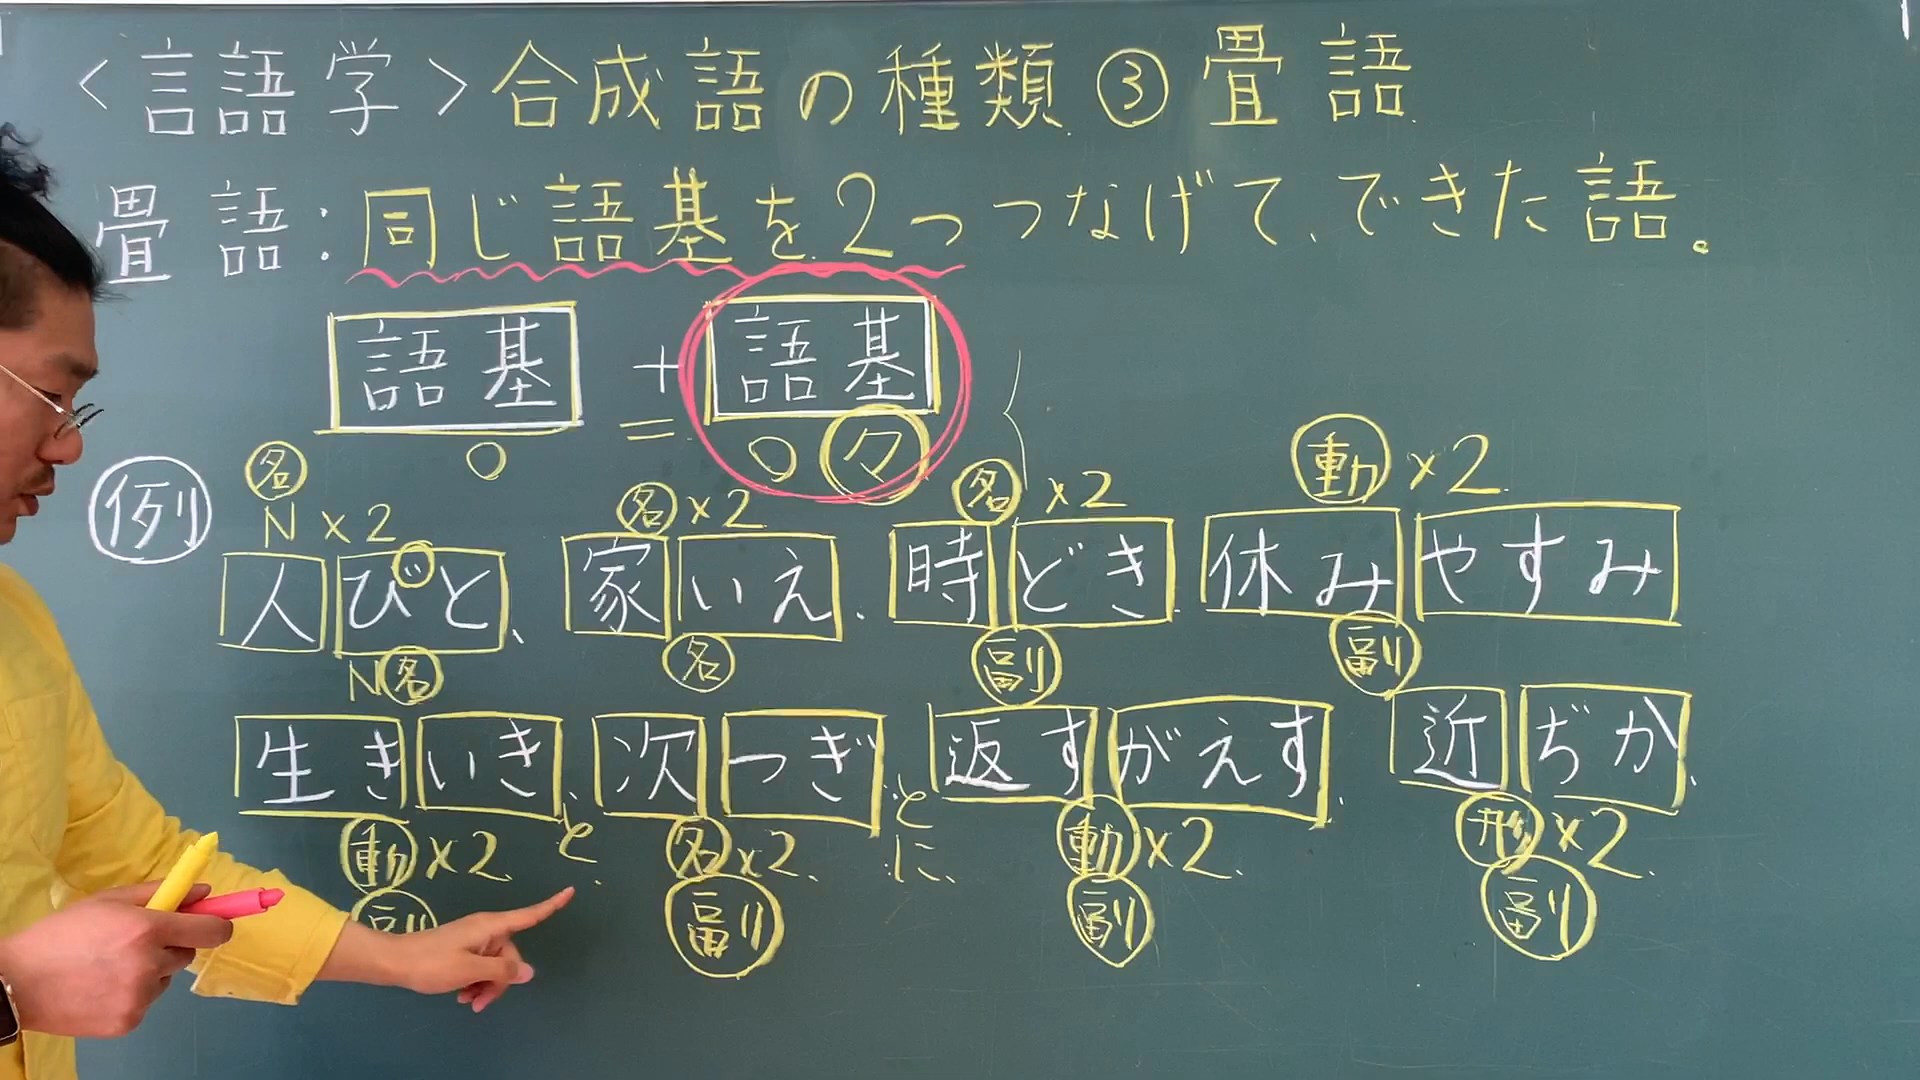 <言語学>合成語の種類③畳語
畳語:同じ語基を2つつなげて、できた語。
語基 + 語基
= 々
例
名 名×2 名 ×2 動 ×2
N×2
人びと、 家いえ、 時どき、 休みやすみ
N名 名 副 副
生きいき、と 次つぎ、と に、 返すがえす、 近ぢか、
動×2、 名×2、 動×2、 形×2、
副 副 副 副